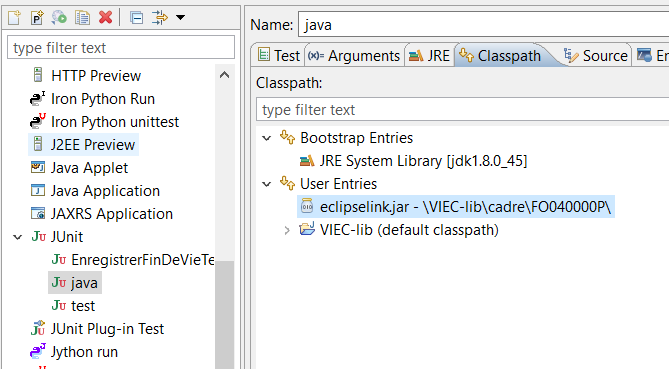 type filter text
HTTP Preview
Iron Python Run
Iron Python unittest
J2EE Preview
Java Applet
Java Application
JAXRS Application
JUnit
EnregistrerFinDeVieTe
java
test
JUnit Plug-in Test
Jython run
Name: java
Test (x)= Arguments JRE Classpath Source En
Classpath:
type filter text
Bootstrap Entries
JRE System Library [jdk1.8.0_45]
User Entries
eclipselink.jar - \VIEC-lib\cadre\FO040000P\
VIEC-lib (default classpath)